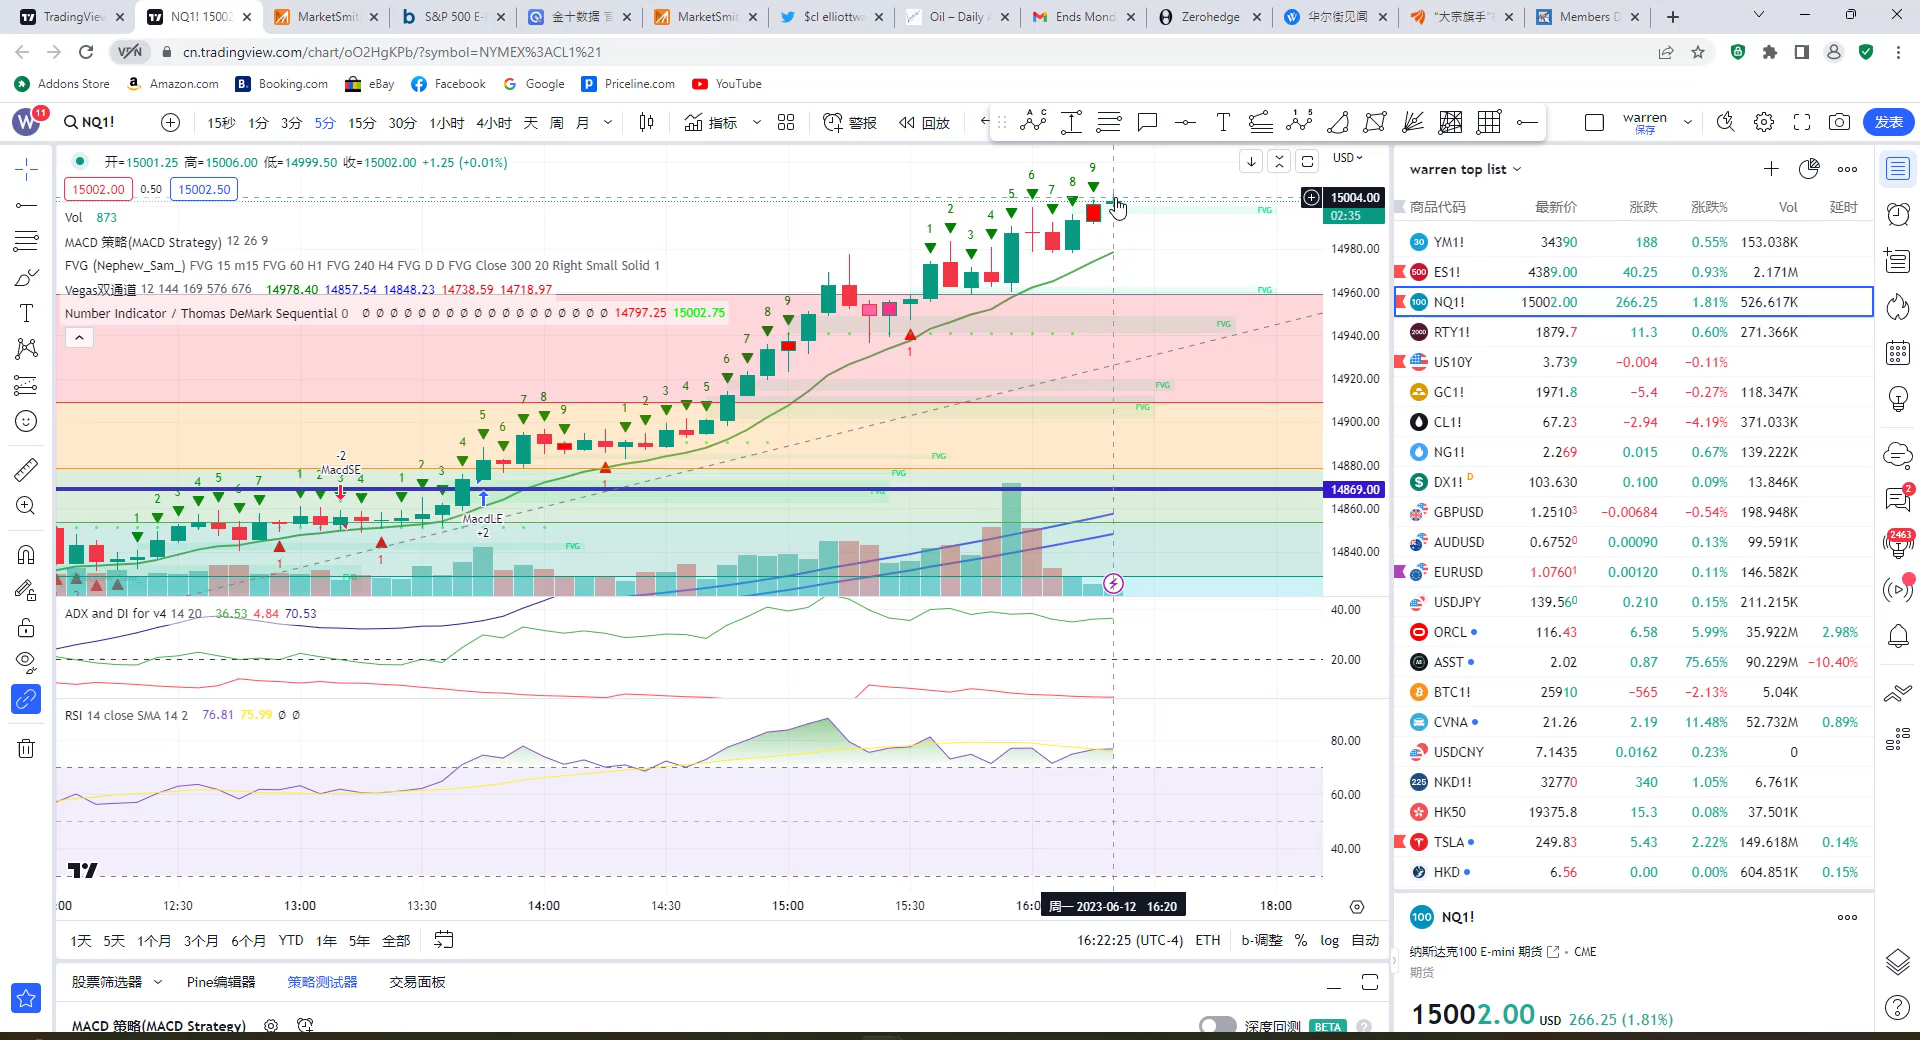 TradingView
NQ1! 15002
MarketSmit
S&P 500 E-
金十数据
MarketSmit
$cl elliottwa
Oil – Daily
Ends Mond
Zerohedge
华尔街见闻
"大宗旗手"
Members D
VPN
cn.tradingview.com/chart/oO2HgKPb/?symbol=NYMEX%3ACL1%21
Addons Store
Amazon.com
Booking.com
eBay
Facebook
Google
Priceline.com
YouTube
W 11
NQ1!
15秒 1分 3分 5分 15分 30分 1小时 4小时 天 周 月
指标
警报
回放
warren
保存
发表
开=15001.25 高=15006.00 低=14999.50 收=15002.00 +1.25 (+0.01%)
15002.00 0.50 15002.50
Vol 873
MACD 策略(MACD Strategy) 12 26 9
FVG (Nephew_Sam_) FVG 15 m15 FVG 60 H1 FVG 240 H4 FVG D D FVG Close 300 20 Right Small Solid 1
Vegas双通道 12 144 169 576 676 14978.40 14857.54 14848.23 14738.59 14718.97
Number Indicator / Thomas DeMark Sequential 0 Ø Ø Ø Ø Ø Ø Ø Ø Ø Ø Ø Ø Ø Ø Ø Ø Ø 14797.25 15002.75
USD
15004.00
02:35
14980.00
14960.00
14940.00
14920.00
14900.00
14880.00
14869.00
14860.00
14840.00
-2
MacdSE
MacdLE
+2
FVG
FVG
FVG
FVG
FVG
FVG
FVG
FVG
ADX and DI for v4 14 20 36.53 4.84 70.53
40.00
20.00
RSI 14 close SMA 14 2 76.81 75.99 Ø Ø
80.00
60.00
40.00
:00 12:30 13:00 13:30 14:00 14:30 15:00 15:30 16:0 周一 2023-06-12 16:20 18:00
1天 5天 1个月 3个月 6个月 YTD 1年 5年 全部
16:22:25 (UTC-4) ETH b-调整 % log 自动
股票筛选器 Pine编辑器 策略测试器 交易面板
MACD 策略(MACD Strategy)
深度回测 BETA
warren top list
商品代码 最新价 涨跌 涨跌% Vol 延时
YM1! 34390 188 0.55% 153.038K
ES1! 4389.00 40.25 0.93% 2.171M
NQ1! 15002.00 266.25 1.81% 526.617K
RTY1! 1879.7 11.3 0.60% 271.366K
US10Y 3.739 −0.004 −0.11%
GC1! 1971.8 −5.4 −0.27% 118.347K
CL1! 67.23 −2.94 −4.19% 371.033K
NG1! 2.269 0.015 0.67% 139.222K
DX1! D 103.630 0.100 0.09% 13.846K
GBPUSD 1.25103 −0.00684 −0.54% 198.948K
AUDUSD 0.67520 0.00090 0.13% 99.591K
EURUSD 1.07601 0.00120 0.11% 146.582K
USDJPY 139.560 0.210 0.15% 211.215K
ORCL 116.43 6.58 5.99% 35.922M 2.98%
ASST 2.02 0.87 75.65% 90.229M −10.40%
BTC1! 25910 −565 −2.13% 5.04K
CVNA 21.26 2.19 11.48% 52.732M 0.89%
USDCNY 7.1435 0.0162 0.23% 0
NKD1! 32770 340 1.05% 6.761K
HK50 19375.8 15.3 0.08% 37.501K
TSLA 249.83 5.43 2.22% 149.618M 0.14%
HKD 6.56 0.00 0.00% 604.851K 0.15%
100 NQ1!
纳斯达克100 E-mini 期货 • CME
期货
15002.00 USD 266.25 (1.81%)
2
2463